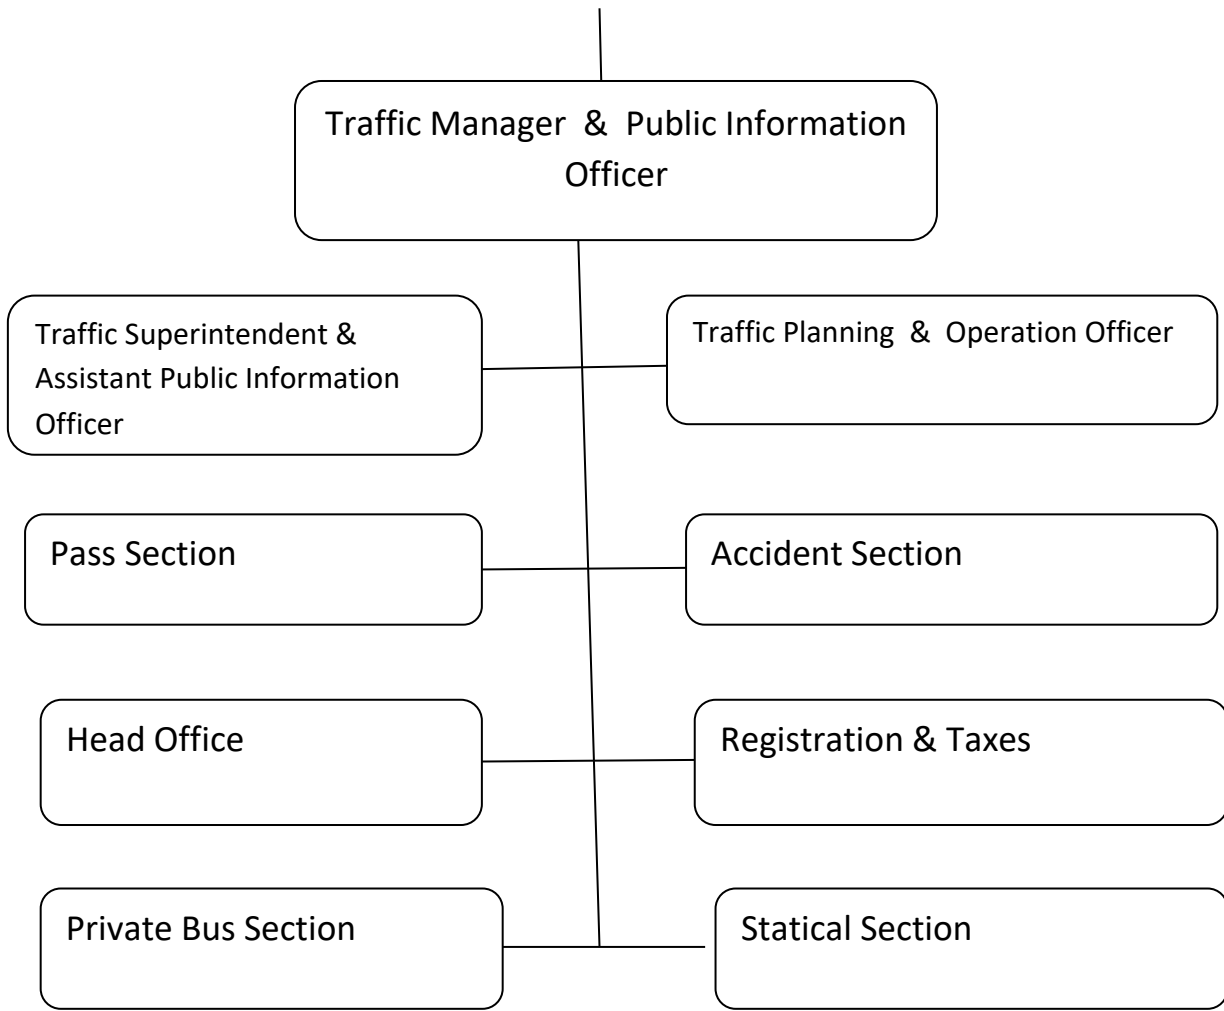 Traffic Manager & Public Information
Officer
Traffic Superintendent &
Assistant Public Information
Officer
Traffic Planning & Operation Officer
Pass Section
Accident Section
Head Office
Registration & Taxes
Private Bus Section
Statical Section